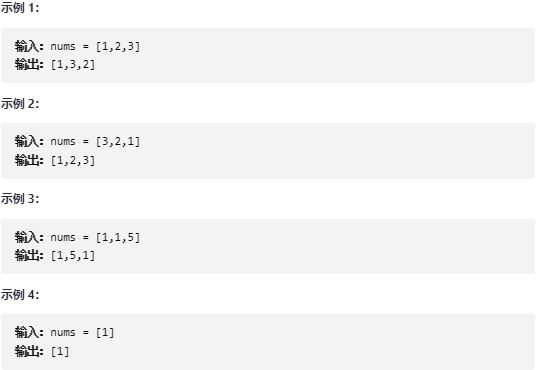 示例 1：
输入：nums = [1,2,3]
输出：[1,3,2]
示例 2：
输入：nums = [3,2,1]
输出：[1,2,3]
示例 3：
输入：nums = [1,1,5]
输出：[1,5,1]
示例 4：
输入：nums = [1]
输出：[1]